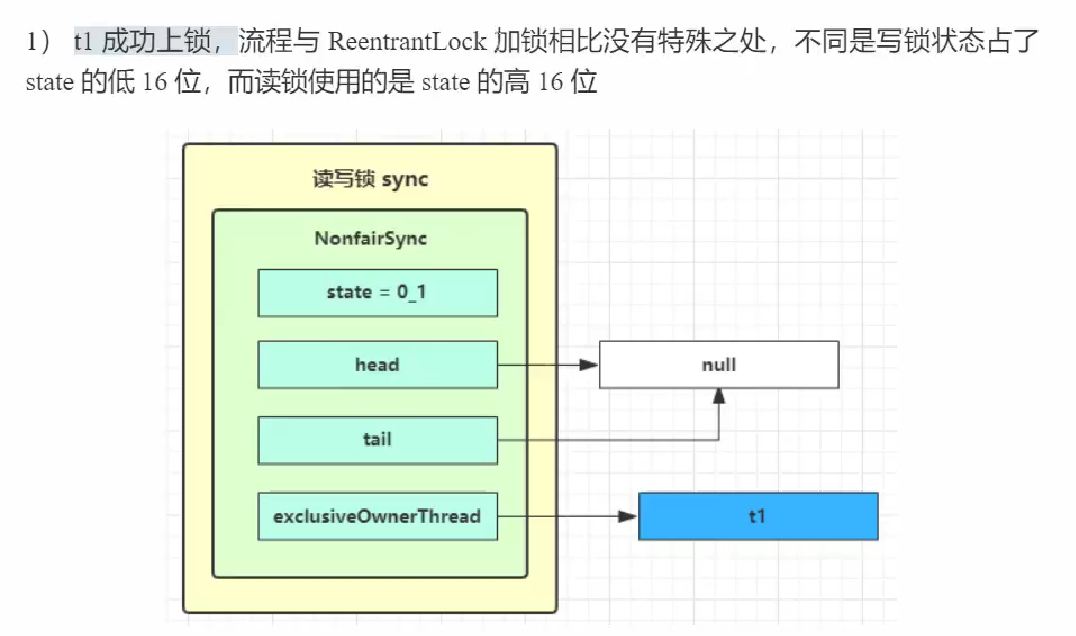 1） t1 成功上锁，流程与 ReentrantLock 加锁相比没有特殊之处，不同是写锁状态占了
state 的低 16 位，而读锁使用的是 state 的高 16 位
读写锁 sync
NonfairSync
state = 0_1
head
null
tail
exclusiveOwnerThread
t1